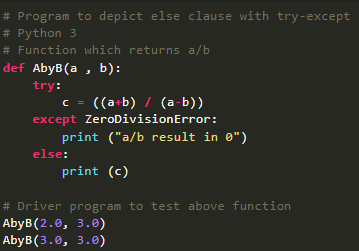 # Program to depict else clause with try-except
# Python 3
# Function which returns a/b
def AbyB(a , b):
    try:
        c = ((a+b) / (a-b))
    except ZeroDivisionError:
        print ("a/b result in 0")
    else:
        print (c)

# Driver program to test above function
AbyB(2.0, 3.0)
AbyB(3.0, 3.0)